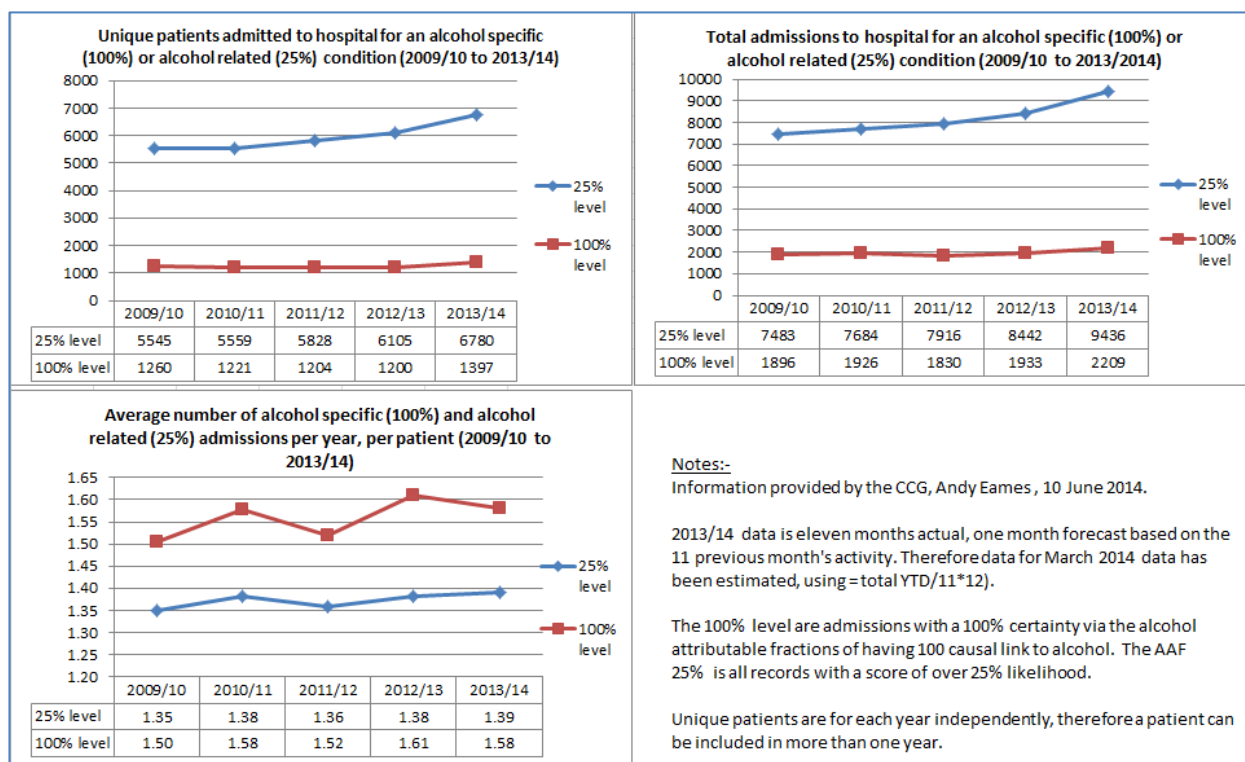 Unique patients admitted to hospital for an alcohol specific
(100%) or alcohol related (25%) condition (2009/10 to 2013/14)
8000
7000
6000
5000
4000
3000
2000
1000
0
25%
level
100%
level
2009/10 2010/11 2011/12 2012/13 2013/14
25% level 5545 5559 5828 6105 6780
100% level 1260 1221 1204 1200 1397
Total admissions to hospital for an alcohol specific (100%) or
alcohol related (25%) condition (2009/10 to 2013/2014)
10000
9000
8000
7000
6000
5000
4000
3000
2000
1000
0
25%
level
100%
level
2009/10 2010/11 2011/12 2012/13 2013/14
25% level 7483 7684 7916 8442 9436
100% level 1896 1926 1830 1933 2209
Average number of alcohol specific (100%) and alcohol
related (25%) admissions per year, per patient (2009/10 to
2013/14)
1.65
1.60
1.55
1.50
1.45
1.40
1.35
1.30
1.25
1.20
25%
level
100%
level
2009/10 2010/11 2011/12 2012/13 2013/14
25% level 1.35 1.38 1.36 1.38 1.39
100% level 1.50 1.58 1.52 1.61 1.58
Notes:-
Information provided by the CCG, Andy Eames , 10 June 2014.
2013/14 data is eleven months actual, one month forecast based on the
11 previous month's activity. Therefore data for March 2014 data has
been estimated, using = total YTD/11*12).
The 100% level are admissions with a 100% certainty via the alcohol
attributable fractions of having 100 causal link to alcohol. The AAF
25% is all records with a score of over 25% likelihood.
Unique patients are for each year independently, therefore a patient can
be included in more than one year.